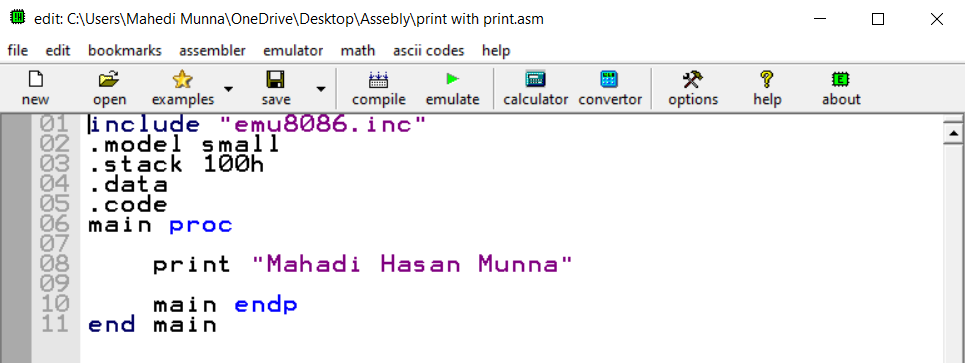 edit: C:\Users\Mahedi Munna\OneDrive\Desktop\Assebly\print with print.asm
file edit bookmarks assembler emulator math ascii codes help
new open examples save compile emulate calculator convertor options help about
01 include "emu8086.inc"
02 .model small
03 .stack 100h
04 .data
05 .code
06 main proc
07
08 print "Mahadi Hasan Munna"
09
10 main endp
11 end main